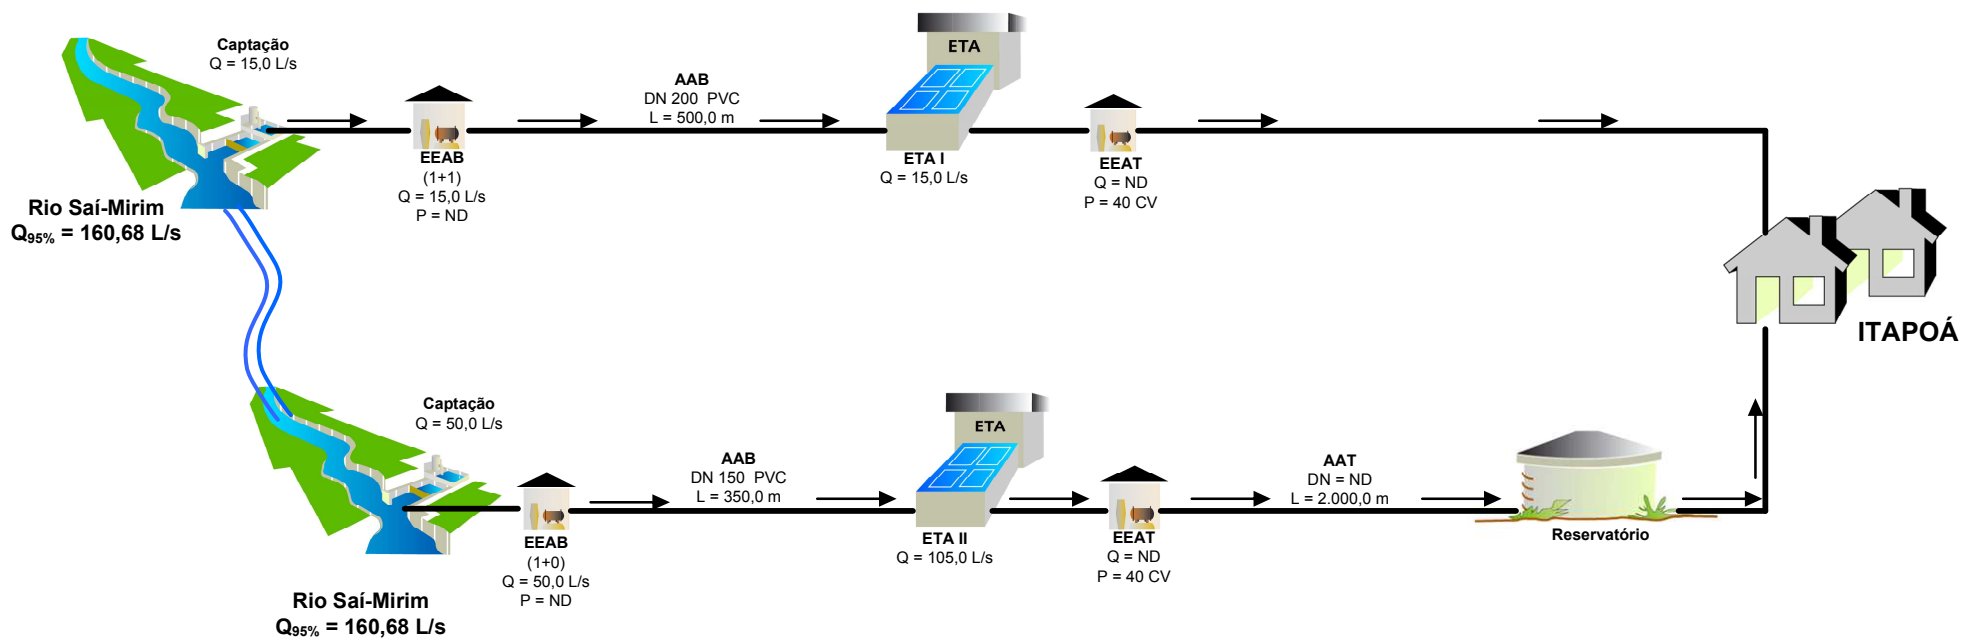 Captação
Q = 15,0 L/s
AAB
DN 200 PVC
L = 500,0 m
ETA
EEAB
(1+1)
Q = 15,0 L/s
P = ND
ETA I
Q = 15,0 L/s
EEAT
Q = ND
P = 40 CV
Rio Saí-Mirim
Q95% = 160,68 L/s
ITAPOÁ
Captação
Q = 50,0 L/s
AAB
DN 150 PVC
L = 350,0 m
ETA
AAT
DN = ND
L = 2.000,0 m
EEAB
(1+0)
Q = 50,0 L/s
P = ND
ETA II
Q = 105,0 L/s
EEAT
Q = ND
P = 40 CV
Reservatório
Rio Saí-Mirim
Q95% = 160,68 L/s